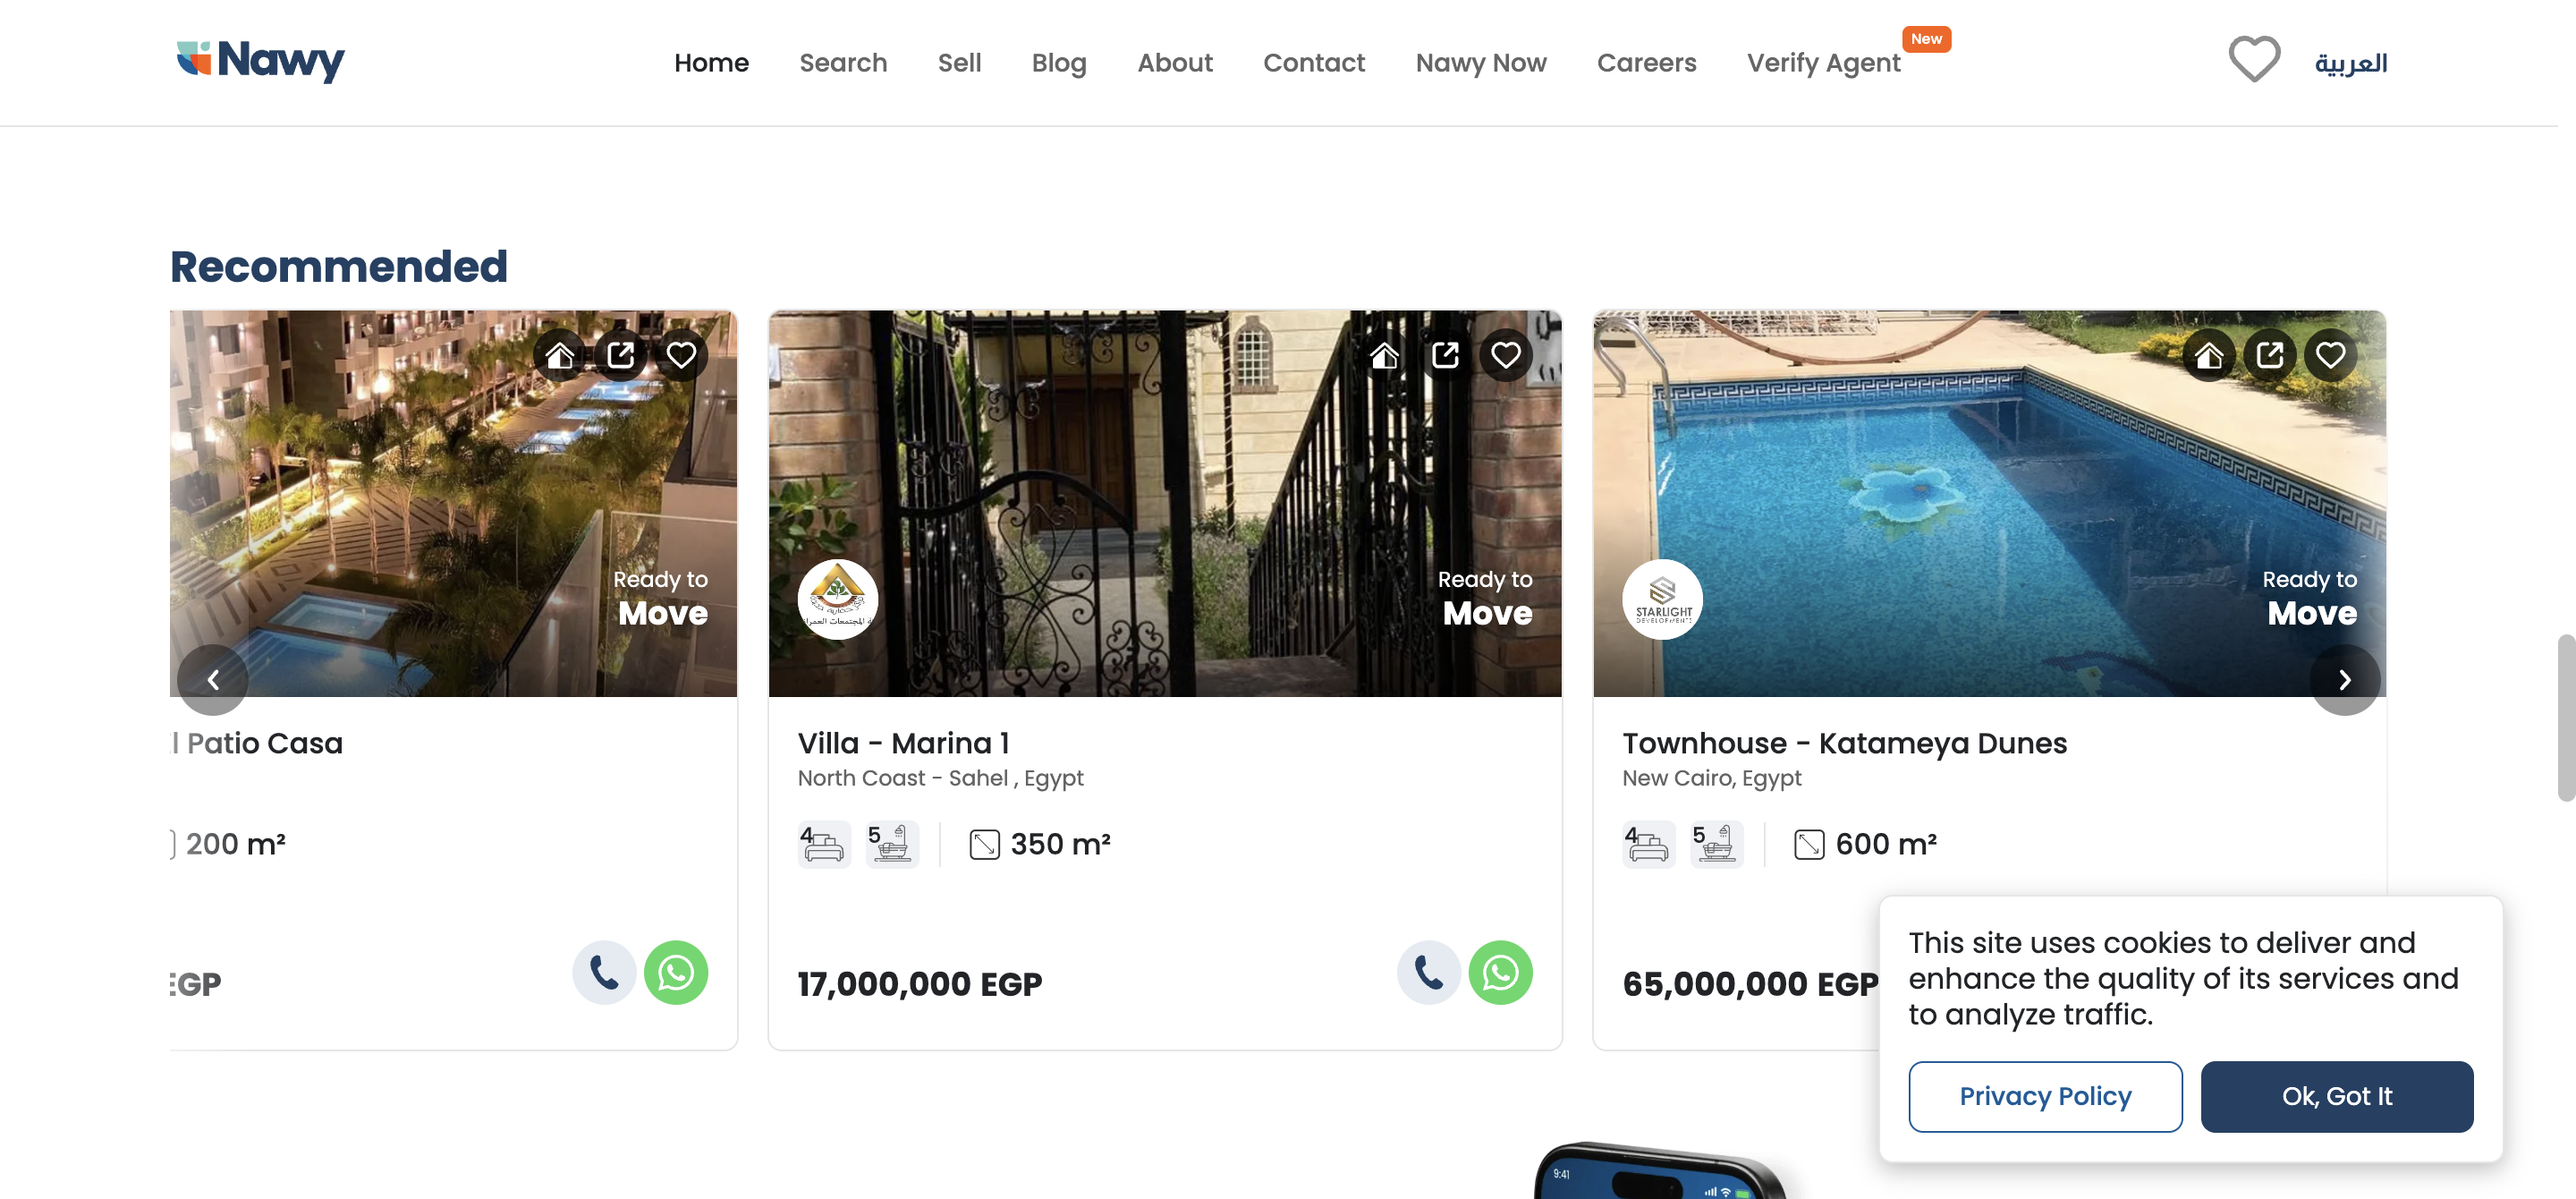 Nawy
Home
Search
Sell
Blog
About
Contact
Nawy Now
Careers
Verify Agent
New
العربية
Recommended
Ready to
Move
Patio Casa
200 m²
EGP
Ready to
Move
Villa - Marina 1
North Coast - Sahel , Egypt
4
5
350 m²
17,000,000 EGP
STARLIGHT
DEVELOPMENTS
Ready to
Move
Townhouse - Katameya Dunes
New Cairo, Egypt
4
5
600 m²
65,000,000 EGP
This site uses cookies to deliver and
enhance the quality of its services and
to analyze traffic.
Privacy Policy
Ok, Got It
9:41